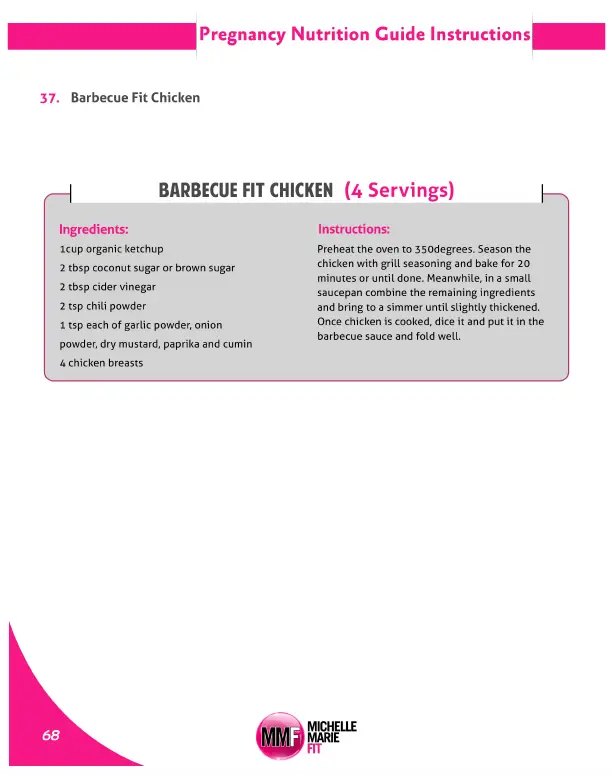 Pregnancy Nutrition Guide Instructions
37. Barbecue Fit Chicken
BARBECUE FIT CHICKEN (4 Servings)
Ingredients:
1cup organic ketchup
2 tbsp coconut sugar or brown sugar
2 tbsp cider vinegar
2 tsp chili powder
1 tsp each of garlic powder, onion
powder, dry mustard, paprika and cumin
4 chicken breasts
Instructions:
Preheat the oven to 350degrees. Season the
chicken with grill seasoning and bake for 20
minutes or until done. Meanwhile, in a small
saucepan combine the remaining ingredients
and bring to a simmer until slightly thickened.
Once chicken is cooked, dice it and put it in the
barbecue sauce and fold well.
68
MMF
MICHELLE
MARIE
FIT